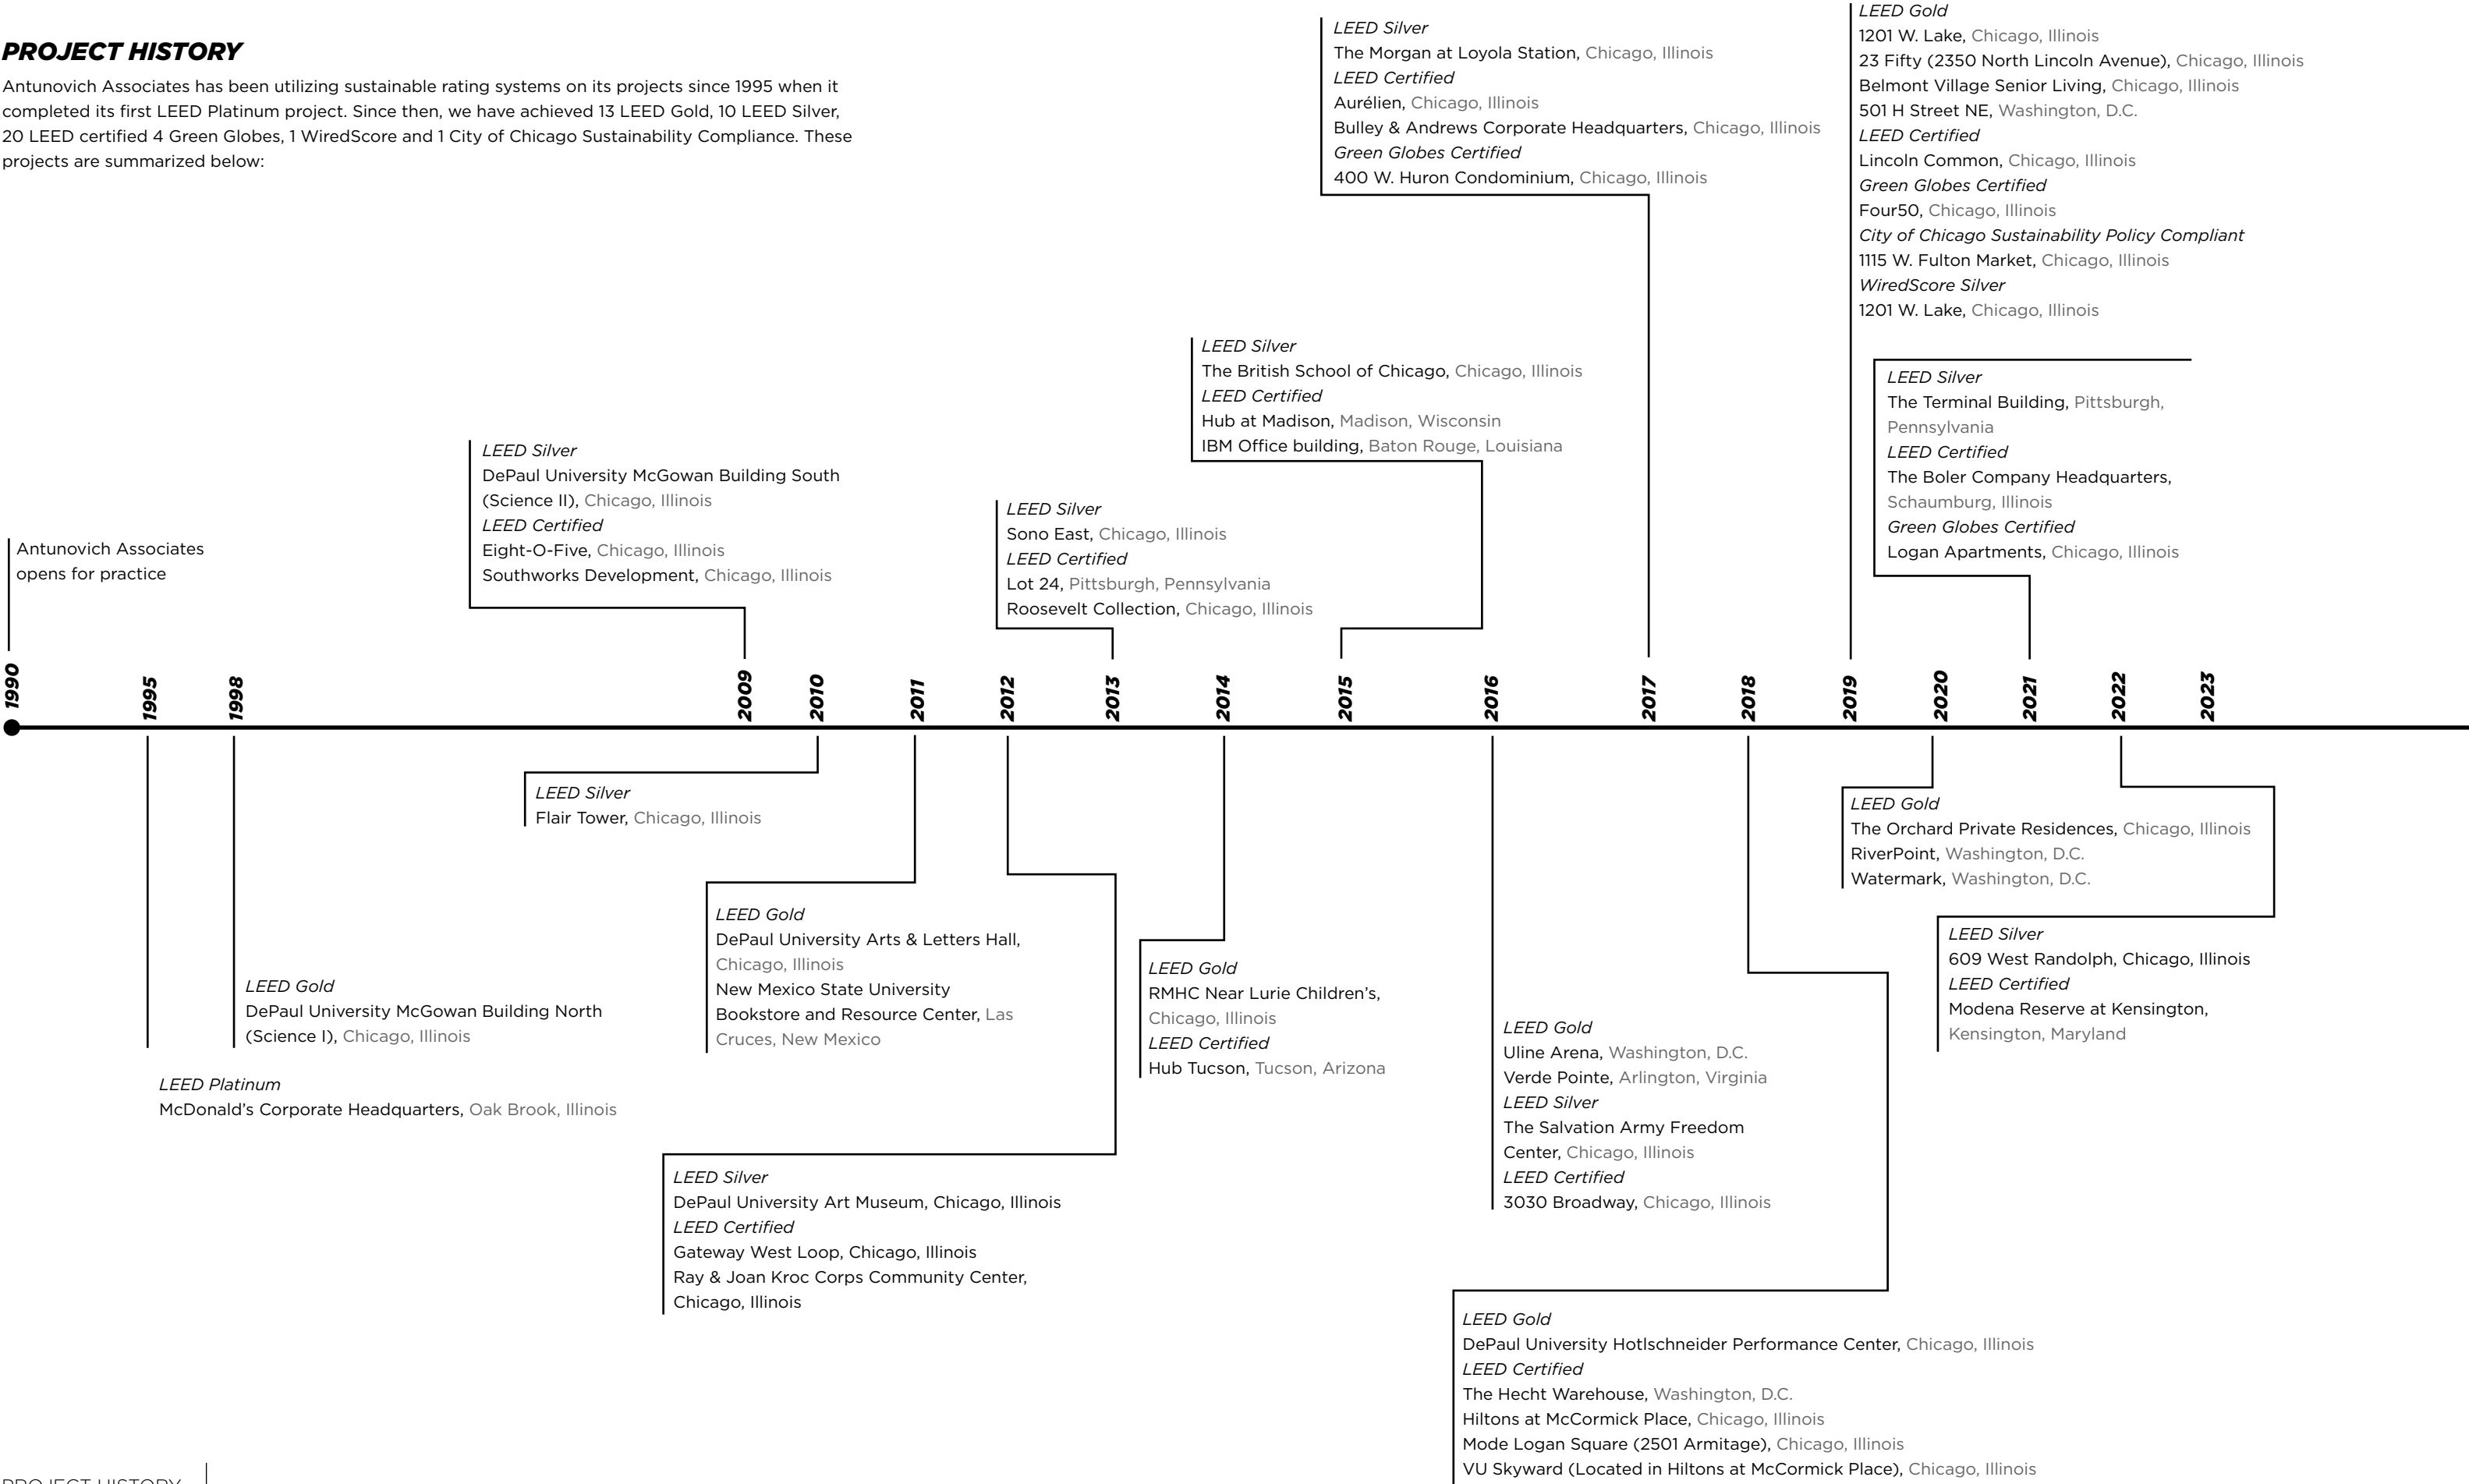 PROJECT HISTORY
Antunovich Associates has been utilizing sustainable rating systems on its projects since 1995 when it
completed its first LEED Platinum project. Since then, we have achieved 13 LEED Gold, 10 LEED Silver,
20 LEED certified 4 Green Globes, 1 WiredScore and 1 City of Chicago Sustainability Compliance. These
projects are summarized below:
LEED Silver
The Morgan at Loyola Station, Chicago, Illinois
LEED Certified
Aurélien, Chicago, Illinois
Bulley & Andrews Corporate Headquarters, Chicago, Illinois
Green Globes Certified
400 W. Huron Condominium, Chicago, Illinois
LEED Gold
1201 W. Lake, Chicago, Illinois
23 Fifty (2350 North Lincoln Avenue), Chicago, Illinois
Belmont Village Senior Living, Chicago, Illinois
501 H Street NE, Washington, D.C.
LEED Certified
Lincoln Common, Chicago, Illinois
Green Globes Certified
Four50, Chicago, Illinois
City of Chicago Sustainability Policy Compliant
1115 W. Fulton Market, Chicago, Illinois
WiredScore Silver
1201 W. Lake, Chicago, Illinois
LEED Silver
The British School of Chicago, Chicago, Illinois
LEED Certified
Hub at Madison, Madison, Wisconsin
IBM Office building, Baton Rouge, Louisiana
LEED Silver
The Terminal Building, Pittsburgh,
Pennsylvania
LEED Certified
The Boler Company Headquarters,
Schaumburg, Illinois
Green Globes Certified
Logan Apartments, Chicago, Illinois
LEED Silver
DePaul University McGowan Building South
(Science II), Chicago, Illinois
LEED Certified
Eight-O-Five, Chicago, Illinois
Southworks Development, Chicago, Illinois
LEED Silver
Sono East, Chicago, Illinois
LEED Certified
Lot 24, Pittsburgh, Pennsylvania
Roosevelt Collection, Chicago, Illinois
Antunovich Associates
opens for practice
1990
1995
1998
2009
2010
2011
2012
2013
2014
2015
2016
2017
2018
2019
2020
2021
2022
2023
LEED Silver
Flair Tower, Chicago, Illinois
LEED Gold
The Orchard Private Residences, Chicago, Illinois
RiverPoint, Washington, D.C.
Watermark, Washington, D.C.
LEED Gold
DePaul University Arts & Letters Hall,
Chicago, Illinois
New Mexico State University
Bookstore and Resource Center, Las
Cruces, New Mexico
LEED Silver
609 West Randolph, Chicago, Illinois
LEED Certified
Modena Reserve at Kensington,
Kensington, Maryland
LEED Gold
RMHC Near Lurie Children's,
Chicago, Illinois
LEED Certified
Hub Tucson, Tucson, Arizona
LEED Gold
DePaul University McGowan Building North
(Science I), Chicago, Illinois
LEED Gold
Uline Arena, Washington, D.C.
Verde Pointe, Arlington, Virginia
LEED Silver
The Salvation Army Freedom
Center, Chicago, Illinois
LEED Certified
3030 Broadway, Chicago, Illinois
LEED Platinum
McDonald's Corporate Headquarters, Oak Brook, Illinois
LEED Silver
DePaul University Art Museum, Chicago, Illinois
LEED Certified
Gateway West Loop, Chicago, Illinois
Ray & Joan Kroc Corps Community Center,
Chicago, Illinois
LEED Gold
DePaul University Hotlschneider Performance Center, Chicago, Illinois
LEED Certified
The Hecht Warehouse, Washington, D.C.
Hiltons at McCormick Place, Chicago, Illinois
Mode Logan Square (2501 Armitage), Chicago, Illinois
VU Skyward (Located in Hiltons at McCormick Place), Chicago, Illinois
PROJECT HISTORY